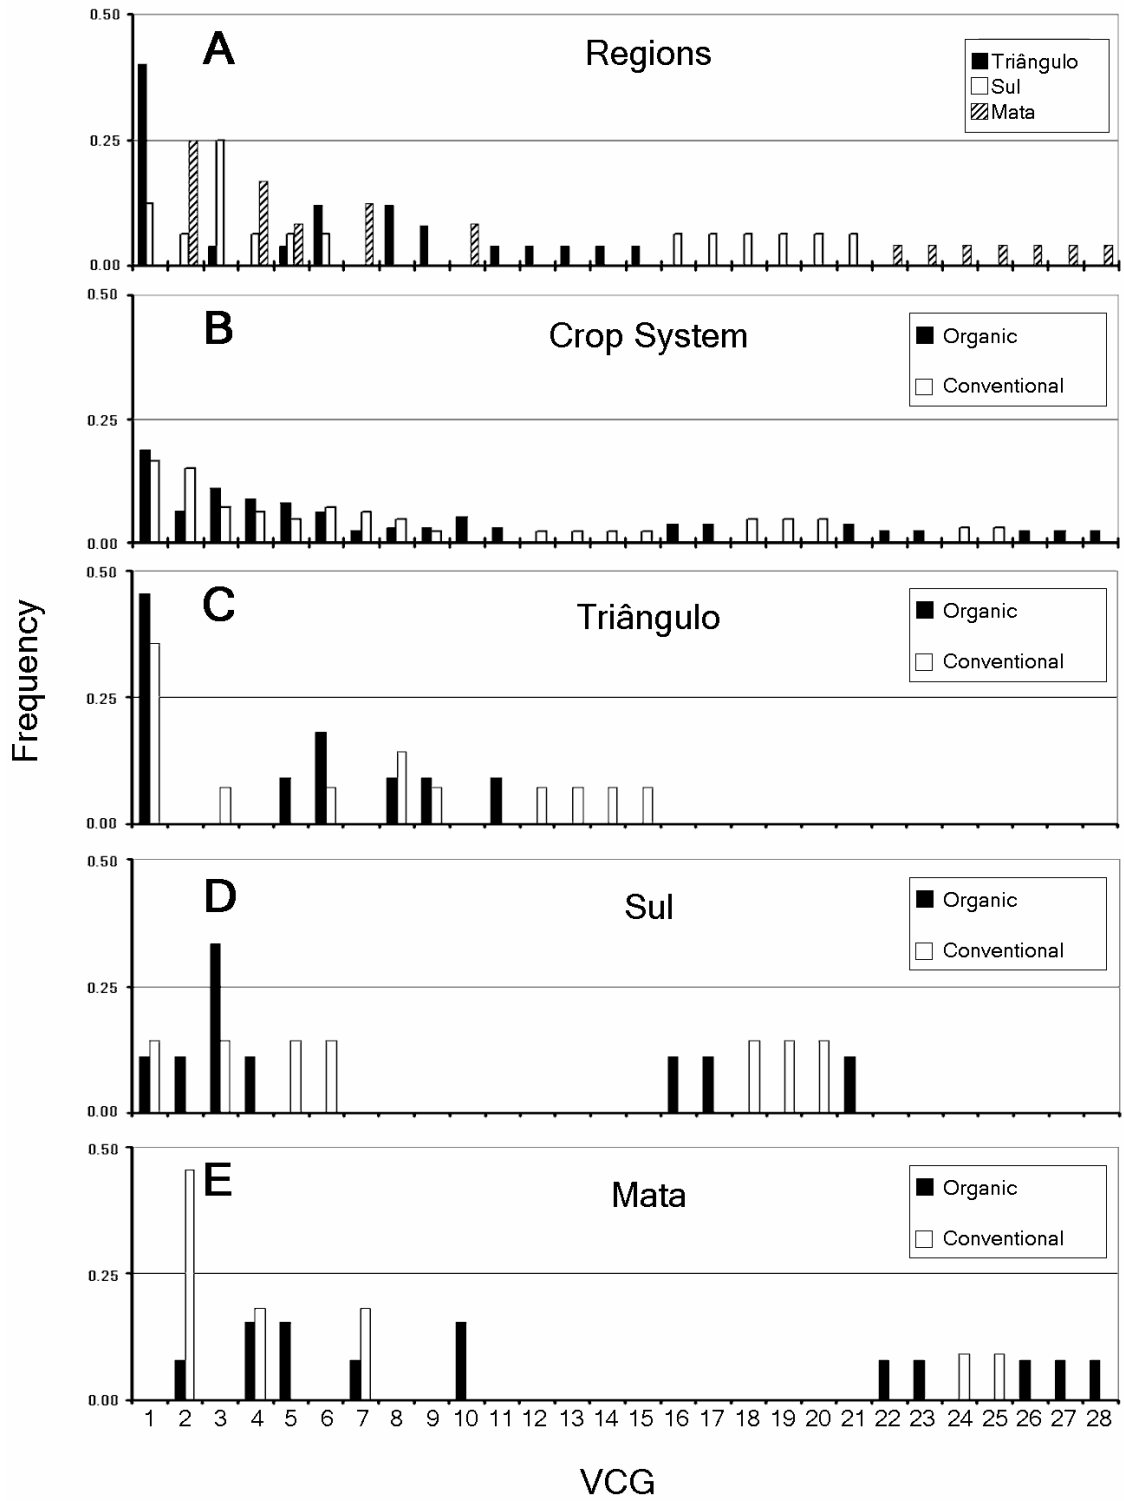 0.50
A
Regions
Triângulo
Sul
Mata
0.25
0.00
0.50
B
Crop System
Organic
Conventional
0.25
0.00
0.50
C
Triângulo
Organic
Conventional
0.25
0.00
Frequency
0.50
D
Sul
Organic
Conventional
0.25
0.00
0.50
E
Mata
Organic
Conventional
0.25
0.00
1 2 3 4 5 6 7 8 9 10 11 12 13 14 15 16 17 18 19 20 21 22 23 24 25 26 27 28
VCG